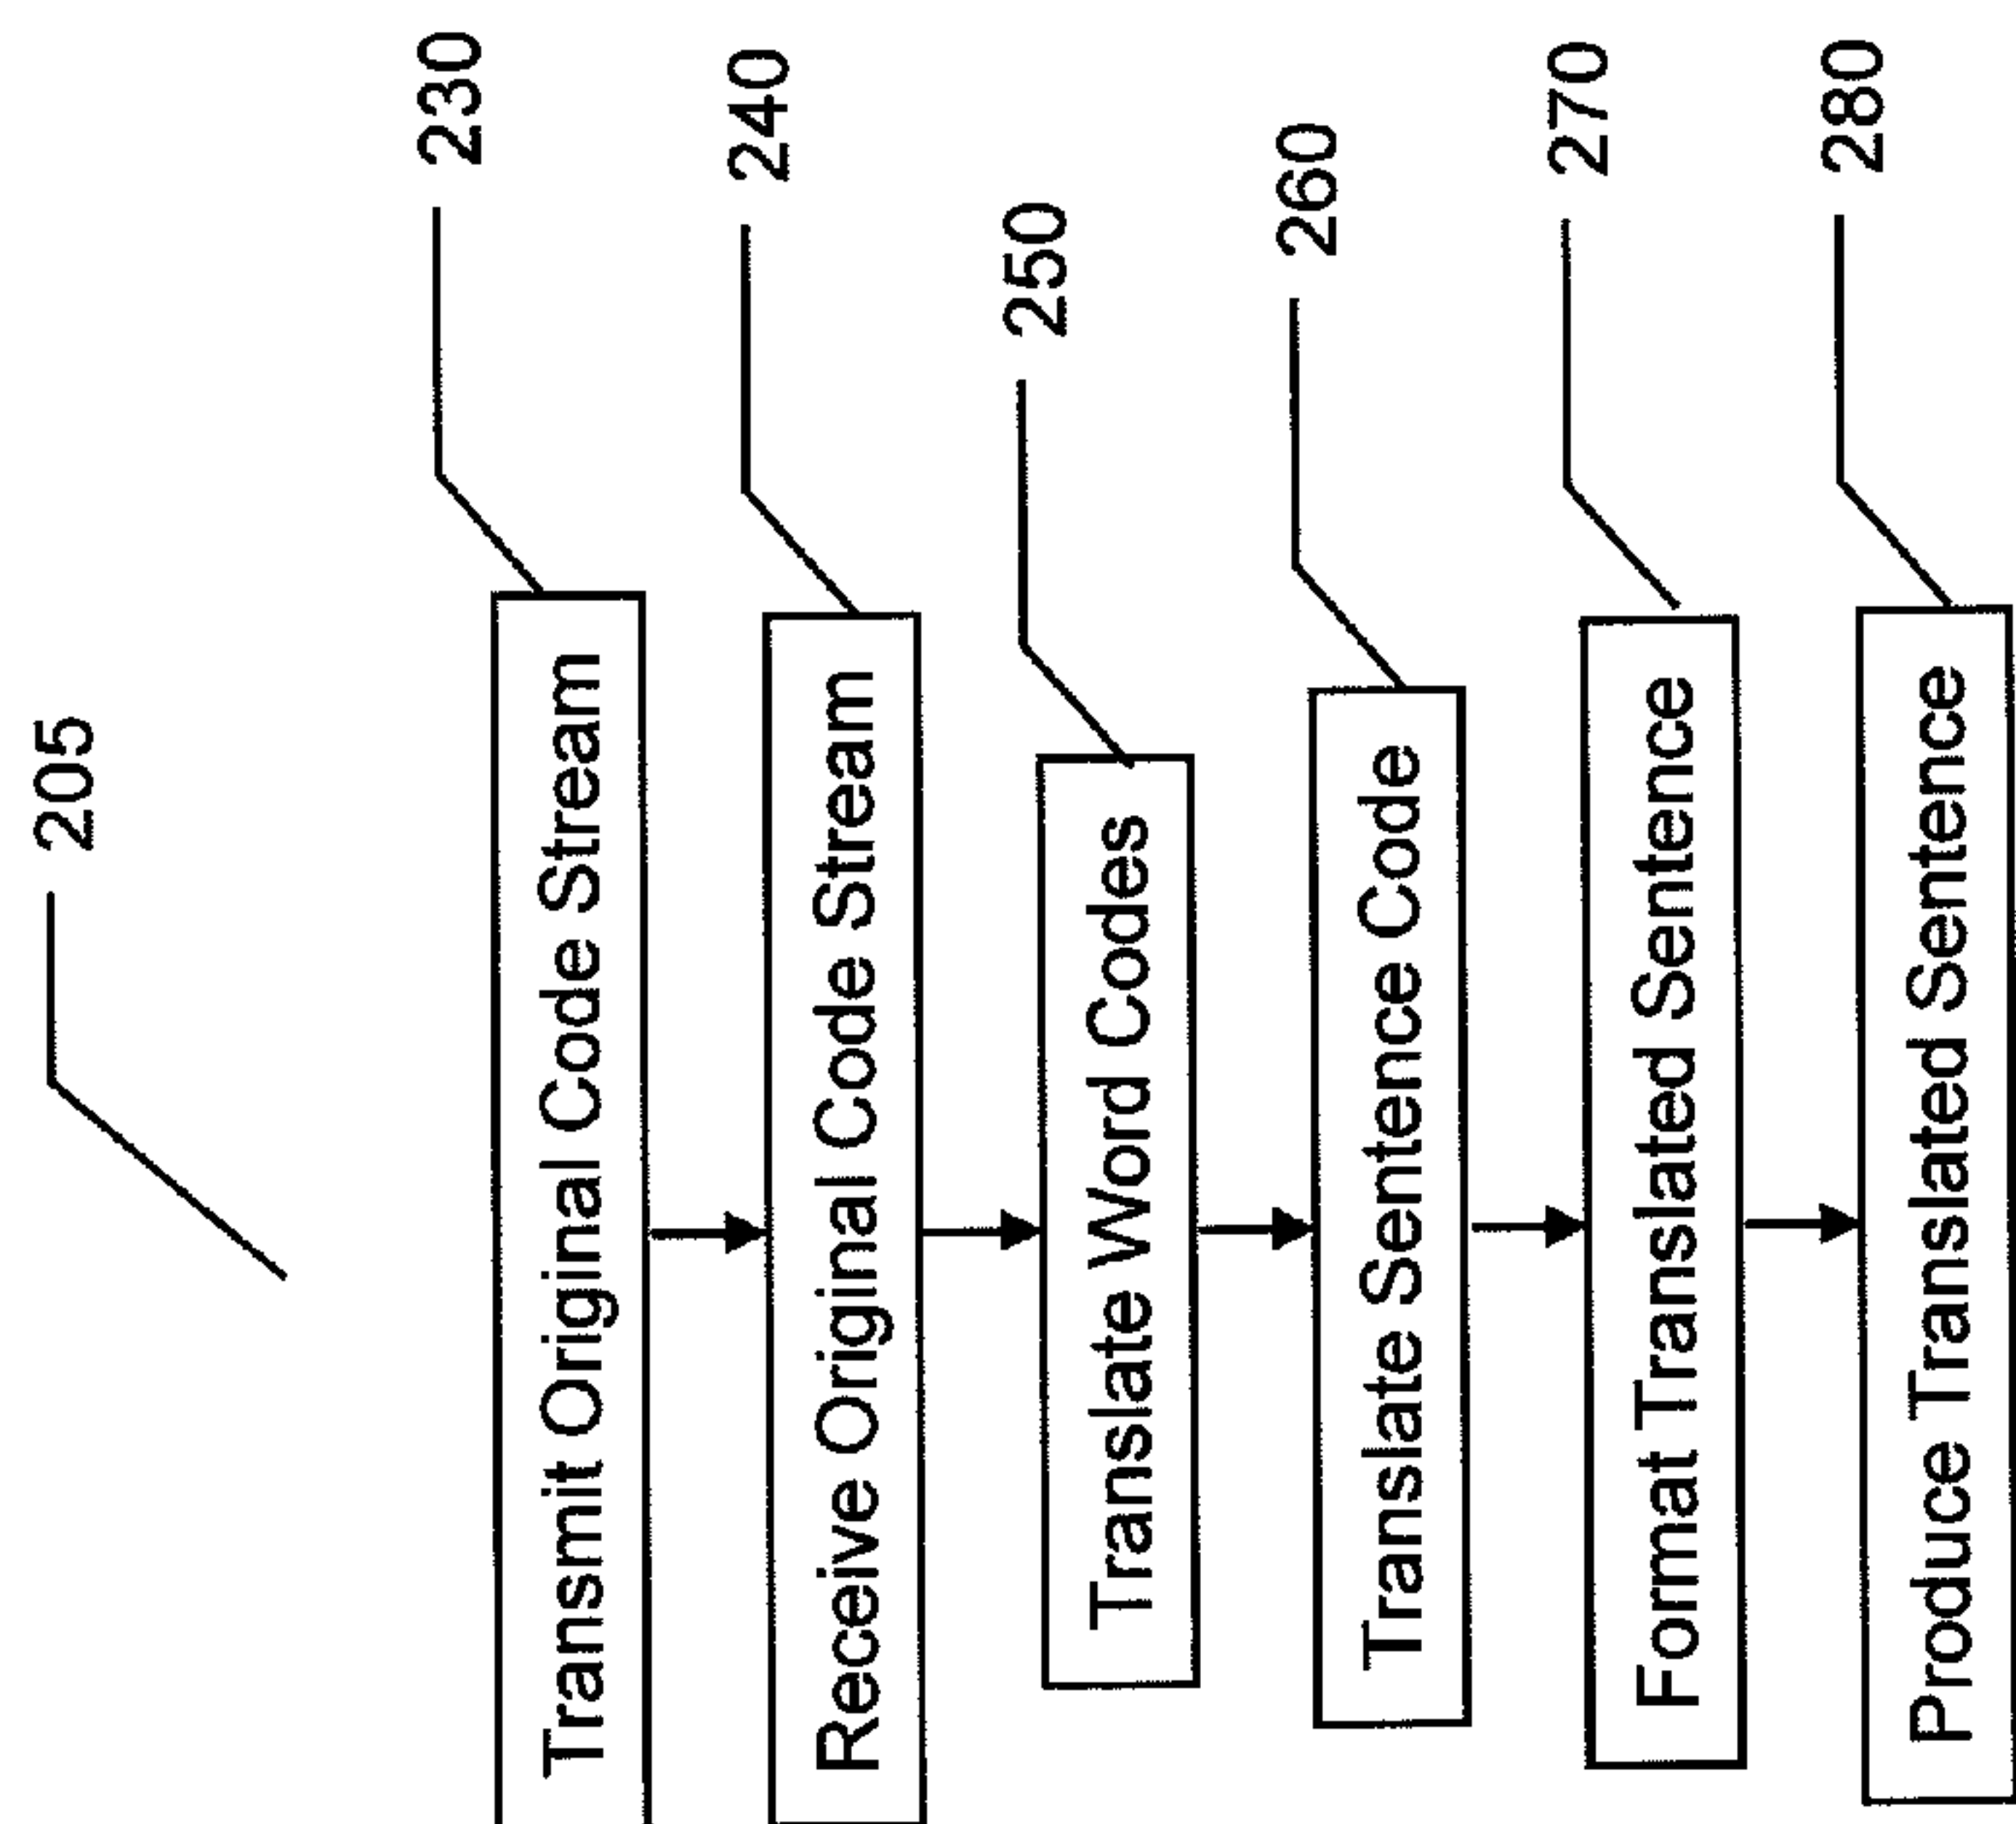 205
230
Transmit Original Code Stream
240
Receive Original Code Stream
250
Translate Word Codes
260
Translate Sentence Code
270
Format Translated Sentence
280
Produce Translated Sentence